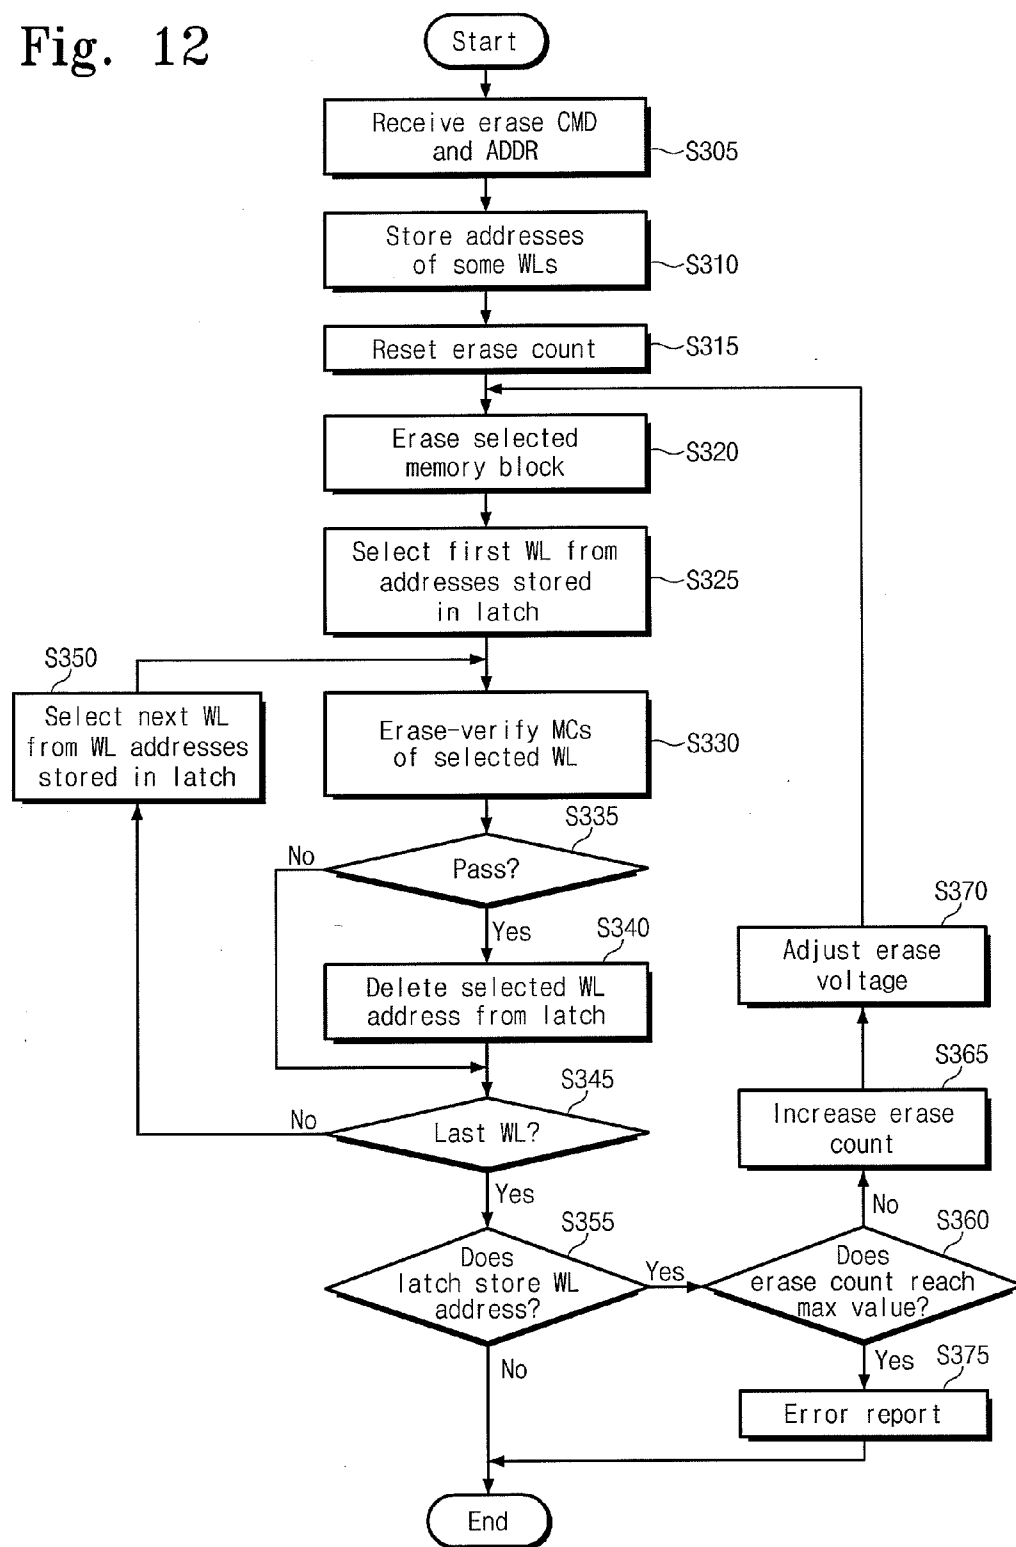 Fig. 12
Start
Receive erase CMD
and ADDR
S305
Store addresses
of some WLs
S310
Reset erase count
S315
Erase selected
memory block
S320
Select first WL from
addresses stored
in latch
S325
S350
Select next WL
from WL addresses
stored in latch
Erase-verify MCs
of selected WL
S330
S335
No
Pass?
Yes
S340
Delete selected WL
address from latch
S370
Adjust erase
voltage
S345
No
Last WL?
Yes
S365
Increase erase
count
No
S355
Does
latch store WL
address?
Yes
No
S360
Does
erase count reach
max value?
Yes
S375
Error report
End